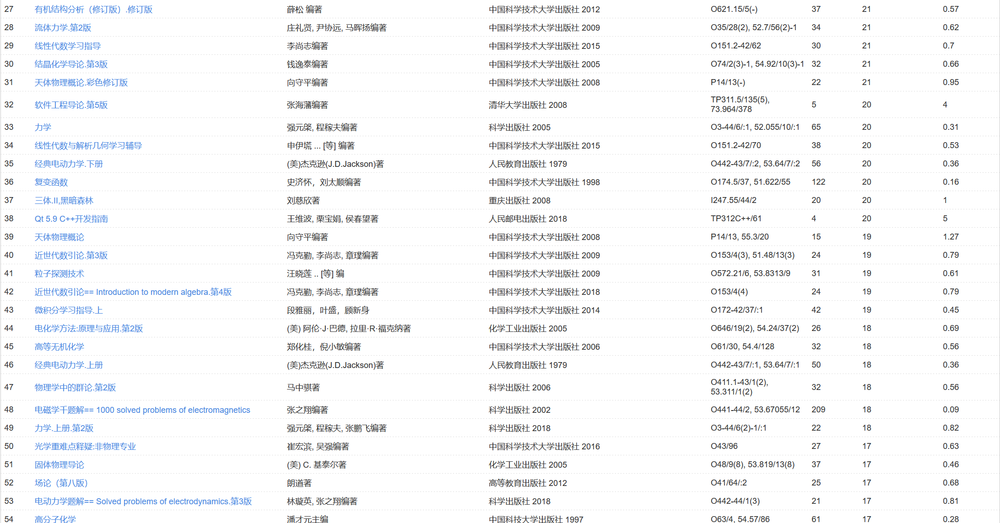 27 有机结构分析（修订版）.修订版 薛松 编著 中国科学技术大学出版社 2012 O621.15/5(-) 37 21 0.57
28 流体力学.第2版 庄礼贤, 尹协远, 马晖扬编著 中国科学技术大学出版社 2009 O35/28(2), 52.7/56(2)-1 34 21 0.62
29 线性代数学习指导 李尚志编著 中国科学技术大学出版社 2015 O151.2-42/62 30 21 0.7
30 结晶化学导论.第3版 钱逸泰编著 中国科学技术大学出版社 2005 O74/2(3)-1, 54.92/10(3)-1 32 21 0.66
31 天体物理概论.彩色修订版 向守平编著 中国科学技术大学出版社 2008 P14/13(-) 22 21 0.95
32 软件工程导论.第5版 张海藩编著 清华大学出版社 2008 TP311.5/135(5),
73.964/378 5 20 4
33 力学 强元棨, 程稼夫编著 科学出版社 2005 O3-44/6/:1, 52.055/10/:1 65 20 0.31
34 线性代数与解析几何学习辅导 申伊塃 ... [等] 编著 中国科学技术大学出版社 2015 O151.2-42/70 38 20 0.53
35 经典电动力学.下册 (美)杰克逊(J.D.Jackson)著 人民教育出版社 1979 O442-43/7/:2, 53.64/7/:2 56 20 0.36
36 复变函数 史济怀，刘太顺编著 中国科学技术大学出版社 1998 O174.5/37, 51.622/55 122 20 0.16
37 三体.II,黑暗森林 刘慈欣著 重庆出版社 2008 I247.55/44/2 20 20 1
38 Qt 5.9 C++开发指南 王维波, 栗宝娟, 侯春望著 人民邮电出版社 2018 TP312C++/61 4 20 5
39 天体物理概论 向守平编著 中国科学技术大学出版社 2008 P14/13, 55.3/20 15 19 1.27
40 近世代数引论.第3版 冯克勤, 李尚志, 章璞编著 中国科学技术大学出版社 2009 O153/4(3), 51.48/13(3) 24 19 0.79
41 粒子探测技术 汪晓莲 .. [等] 编 中国科学技术大学出版社 2009 O572.21/6, 53.8313/9 31 19 0.61
42 近世代数引论== Introduction to modern algebra.第4版 冯克勤, 李尚志, 章璞编著 中国科学技术大学出版社 2018 O153/4(4) 24 19 0.79
43 微积分学习指导.上 段雅丽，叶盛，顾新身 中国科学技术大学出版社 2014 O172-42/37/:1 42 19 0.45
44 电化学方法:原理与应用.第2版 (美) 阿伦·J·巴德, 拉里·R·福克纳著 化学工业出版社 2005 O646/19(2), 54.24/37(2) 26 18 0.69
45 高等无机化学 郑化桂，倪小敏编著 中国科学技术大学出版社 2006 O61/30, 54.4/128 32 18 0.56
46 经典电动力学.上册 (美)杰克逊(J.D.Jackson)著 人民教育出版社 1979 O442-43/7/:1, 53.64/7/:1 50 18 0.36
47 物理学中的群论.第2版 马中骐著 科学出版社 2006 O411.1-43/1(2),
53.311/1(2) 32 18 0.56
48 电磁学千题解== 1000 solved problems of electromagnetics 张之翔编著 科学出版社 2002 O441-44/2, 53.67055/12 209 18 0.09
49 力学.上册.第2版 强元棨, 程稼夫, 张鹏飞编著 科学出版社 2018 O3-44/6(2)-1/:1 22 18 0.82
50 光学重难点释疑:非物理专业 崔宏滨, 吴强编著 中国科学技术大学出版社 2016 O43/96 27 17 0.63
51 固体物理导论 (美) C. 基泰尔著 化学工业出版社 2005 O48/9(8), 53.819/13(8) 37 17 0.46
52 场论（第八版） 朗道著 高等教育出版社 2012 O41/64/:2 25 17 0.68
53 电动力学题解== Solved problems of electrodynamics.第3版 林璇英, 张之翔编著 科学出版社 2018 O442-44/1(3) 21 17 0.81
54 高分子化学 潘才元主编 中国科技大学出版社 1997 O63/4, 54.57/86 61 17 0.28